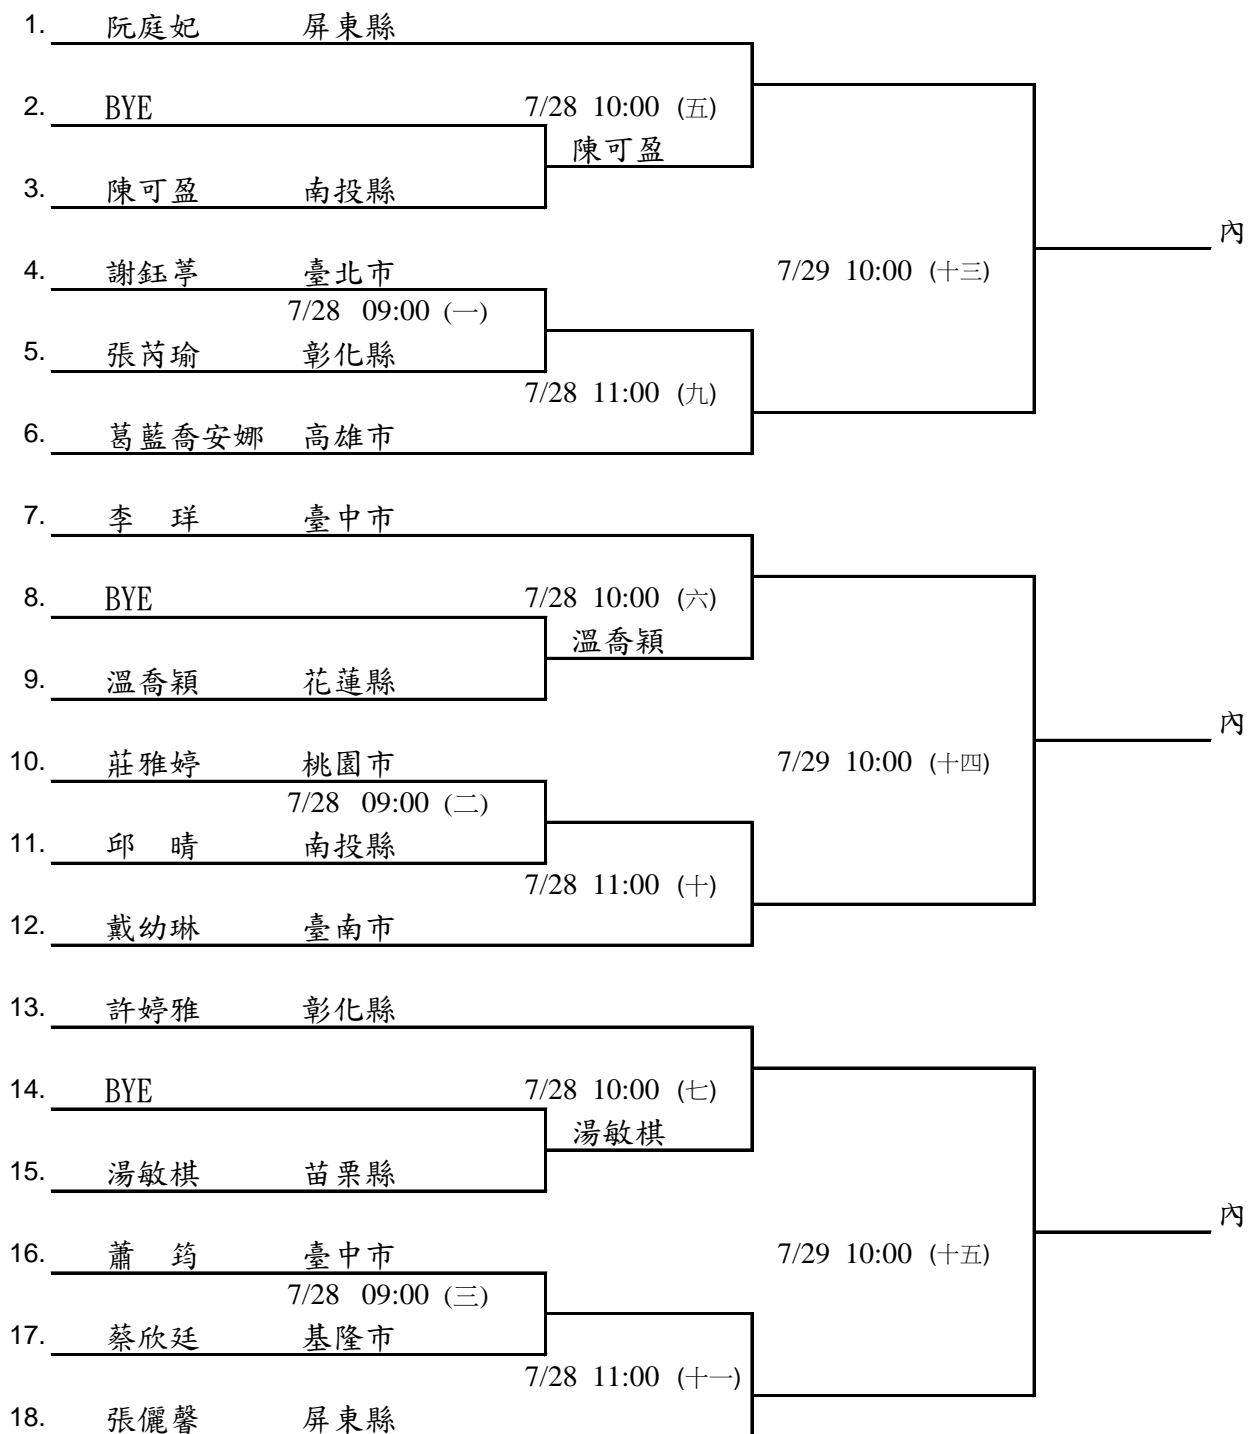 1. 阮庭妃 屏東縣
2. BYE 7/28 10:00 (五)
陳可盈
3. 陳可盈 南投縣
內
4. 謝鈺葶 臺北市 7/29 10:00 (十三)
7/28 09:00 (一)
5. 張芮瑜 彰化縣
7/28 11:00 (九)
6. 葛藍喬安娜 高雄市
7. 李 珜 臺中市
8. BYE 7/28 10:00 (六)
溫喬穎
9. 溫喬穎 花蓮縣
內
10. 莊雅婷 桃園市 7/29 10:00 (十四)
7/28 09:00 (二)
11. 邱 晴 南投縣
7/28 11:00 (十)
12. 戴幼琳 臺南市
13. 許婷雅 彰化縣
14. BYE 7/28 10:00 (七)
湯敏棋
15. 湯敏棋 苗栗縣
內
16. 蕭 筠 臺中市 7/29 10:00 (十五)
7/28 09:00 (三)
17. 蔡欣廷 基隆市
7/28 11:00 (十一)
18. 張儷馨 屏東縣